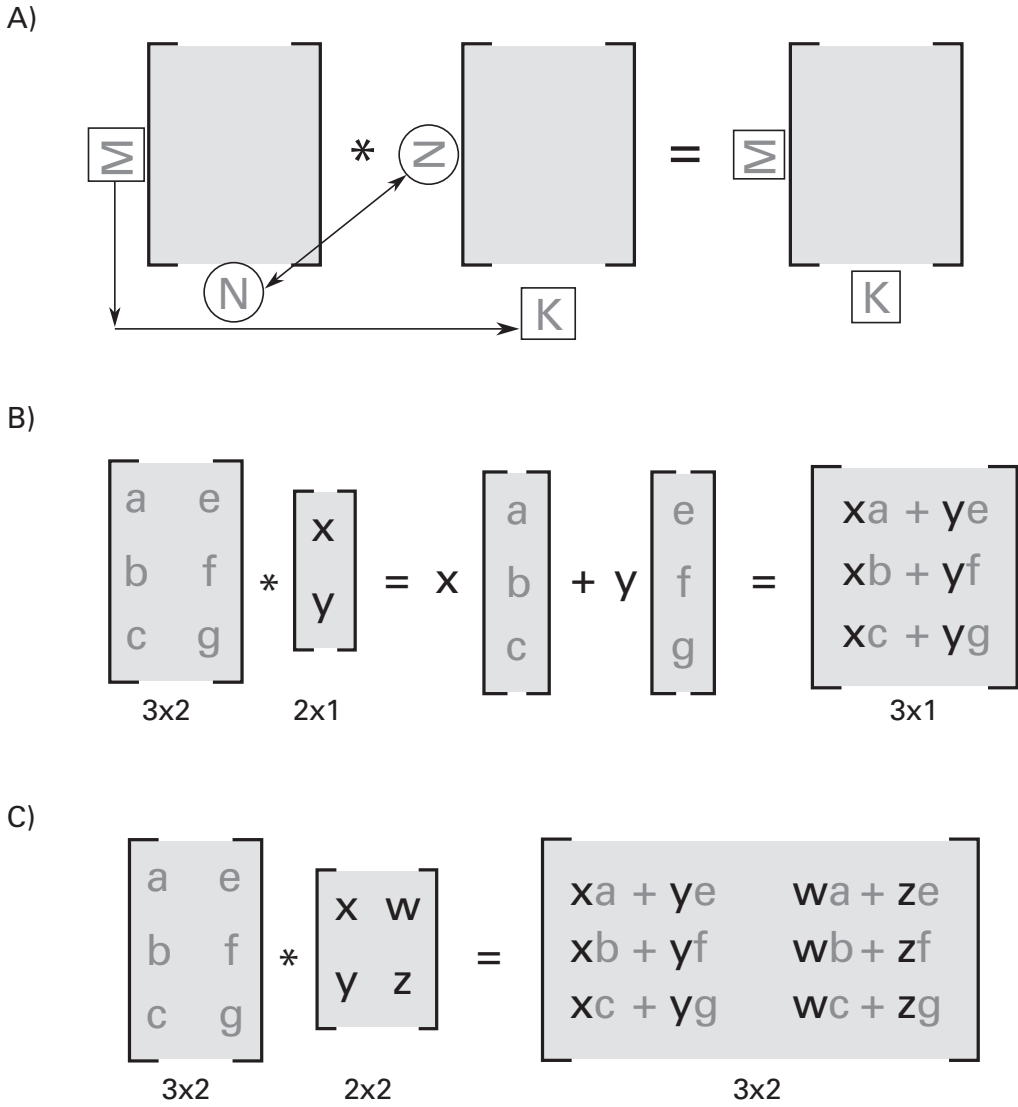 A)
M * N = M
N K K
B)
a e x a e xa + ye
b f * = x b + y f = xb + yf
c g y c g xc + yg
3x2 2x1 3x1
C)
a e x w xa + ye wa + ze
b f * = xb + yf wb + zf
c g y z xc + yg wc + zg
3x2 2x2 3x2